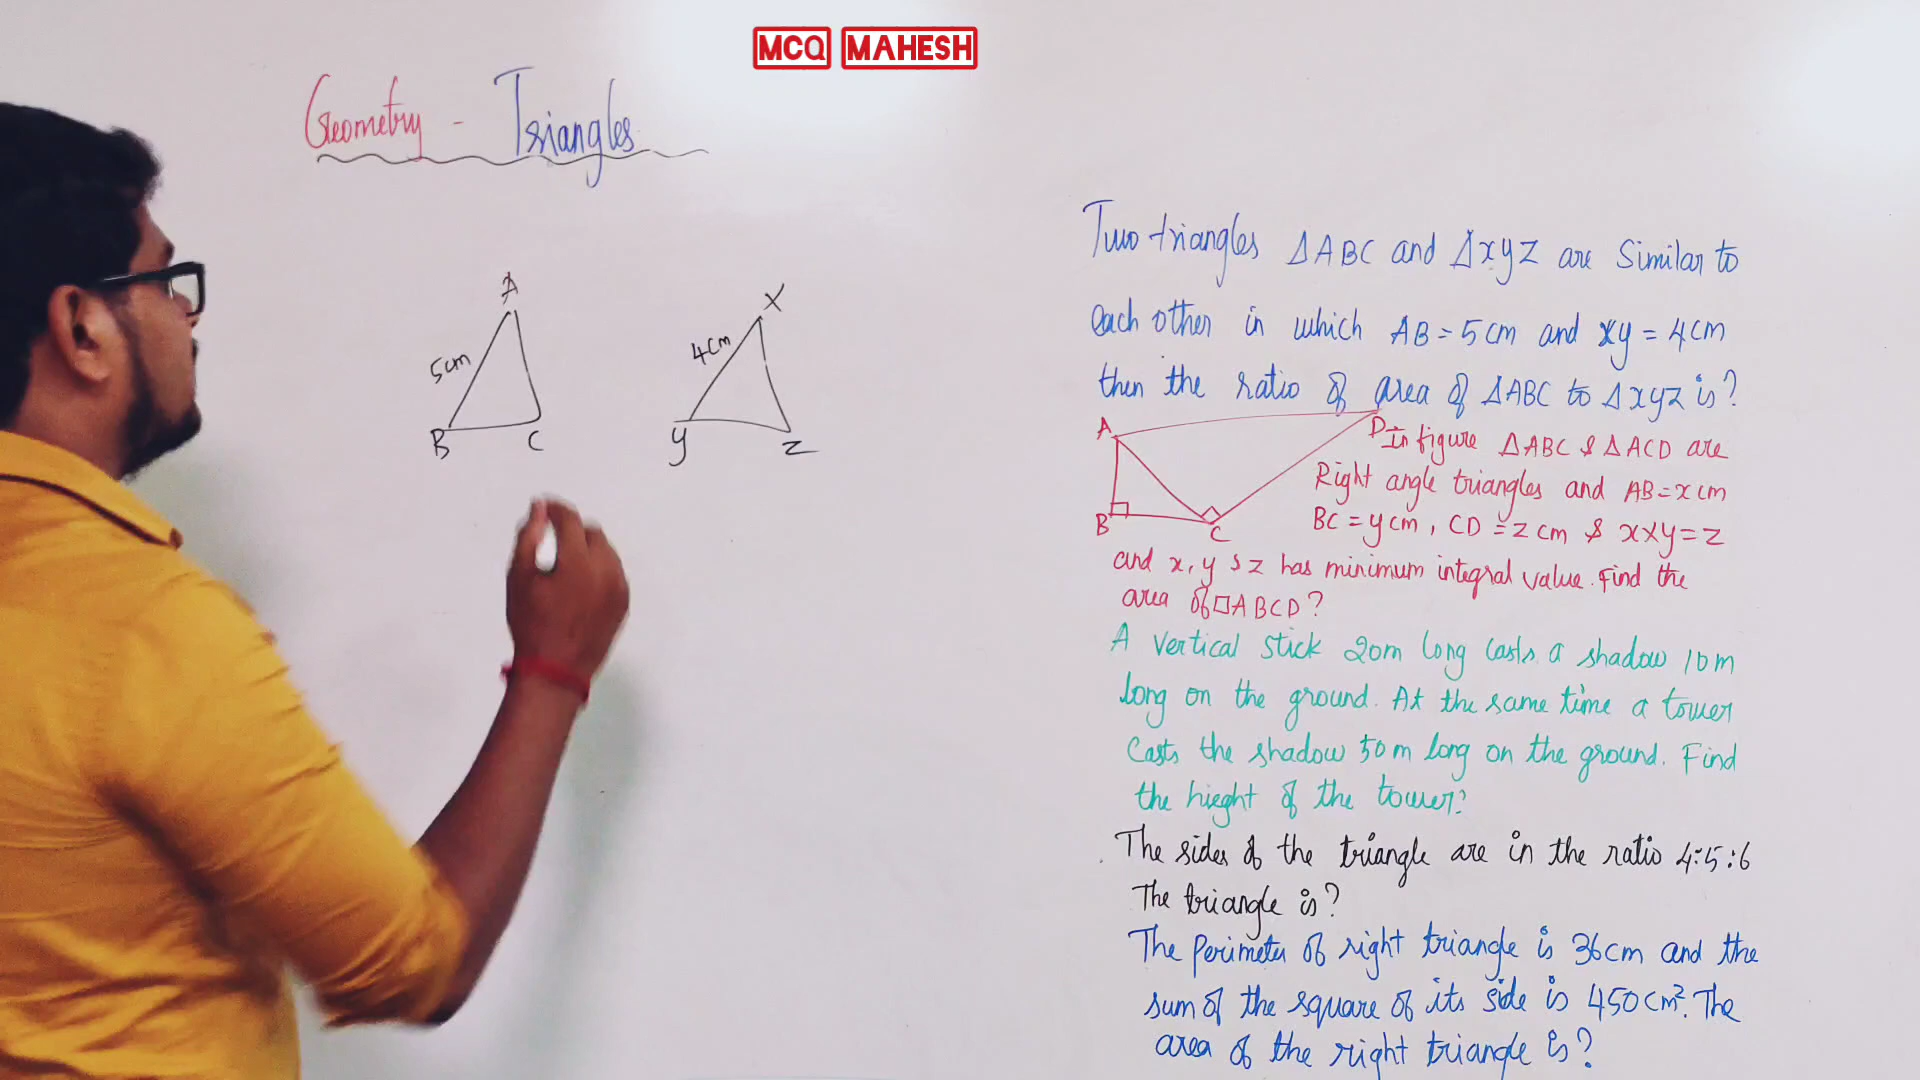 MCQ MAHESH
Geometry - Triangles
A
5cm
B
C
X
4cm
y
z
Two triangles ΔABC and Δxyz are Similar to
each other in which AB = 5cm and xy = 4cm
then the ratio of area of ΔABC to Δxyz is?
A
B
C
D
In figure ΔABC & ΔACD are
Right angle triangles and AB = x cm
BC = y cm, CD = z cm & x×y = z
and x, y & z has minimum integral value. Find the
area of □ABCD?
A vertical stick 20m long casts a shadow 10m
long on the ground. At the same time a tower
Casts the shadow 50m long on the ground. Find
the hieght of the tower?
The sides of the triangle are in the ratio 4:5:6
The triangle is?
The perimeter of right triangle is 36cm and the
sum of the square of its side is 450cm². The
area of the right triangle is?